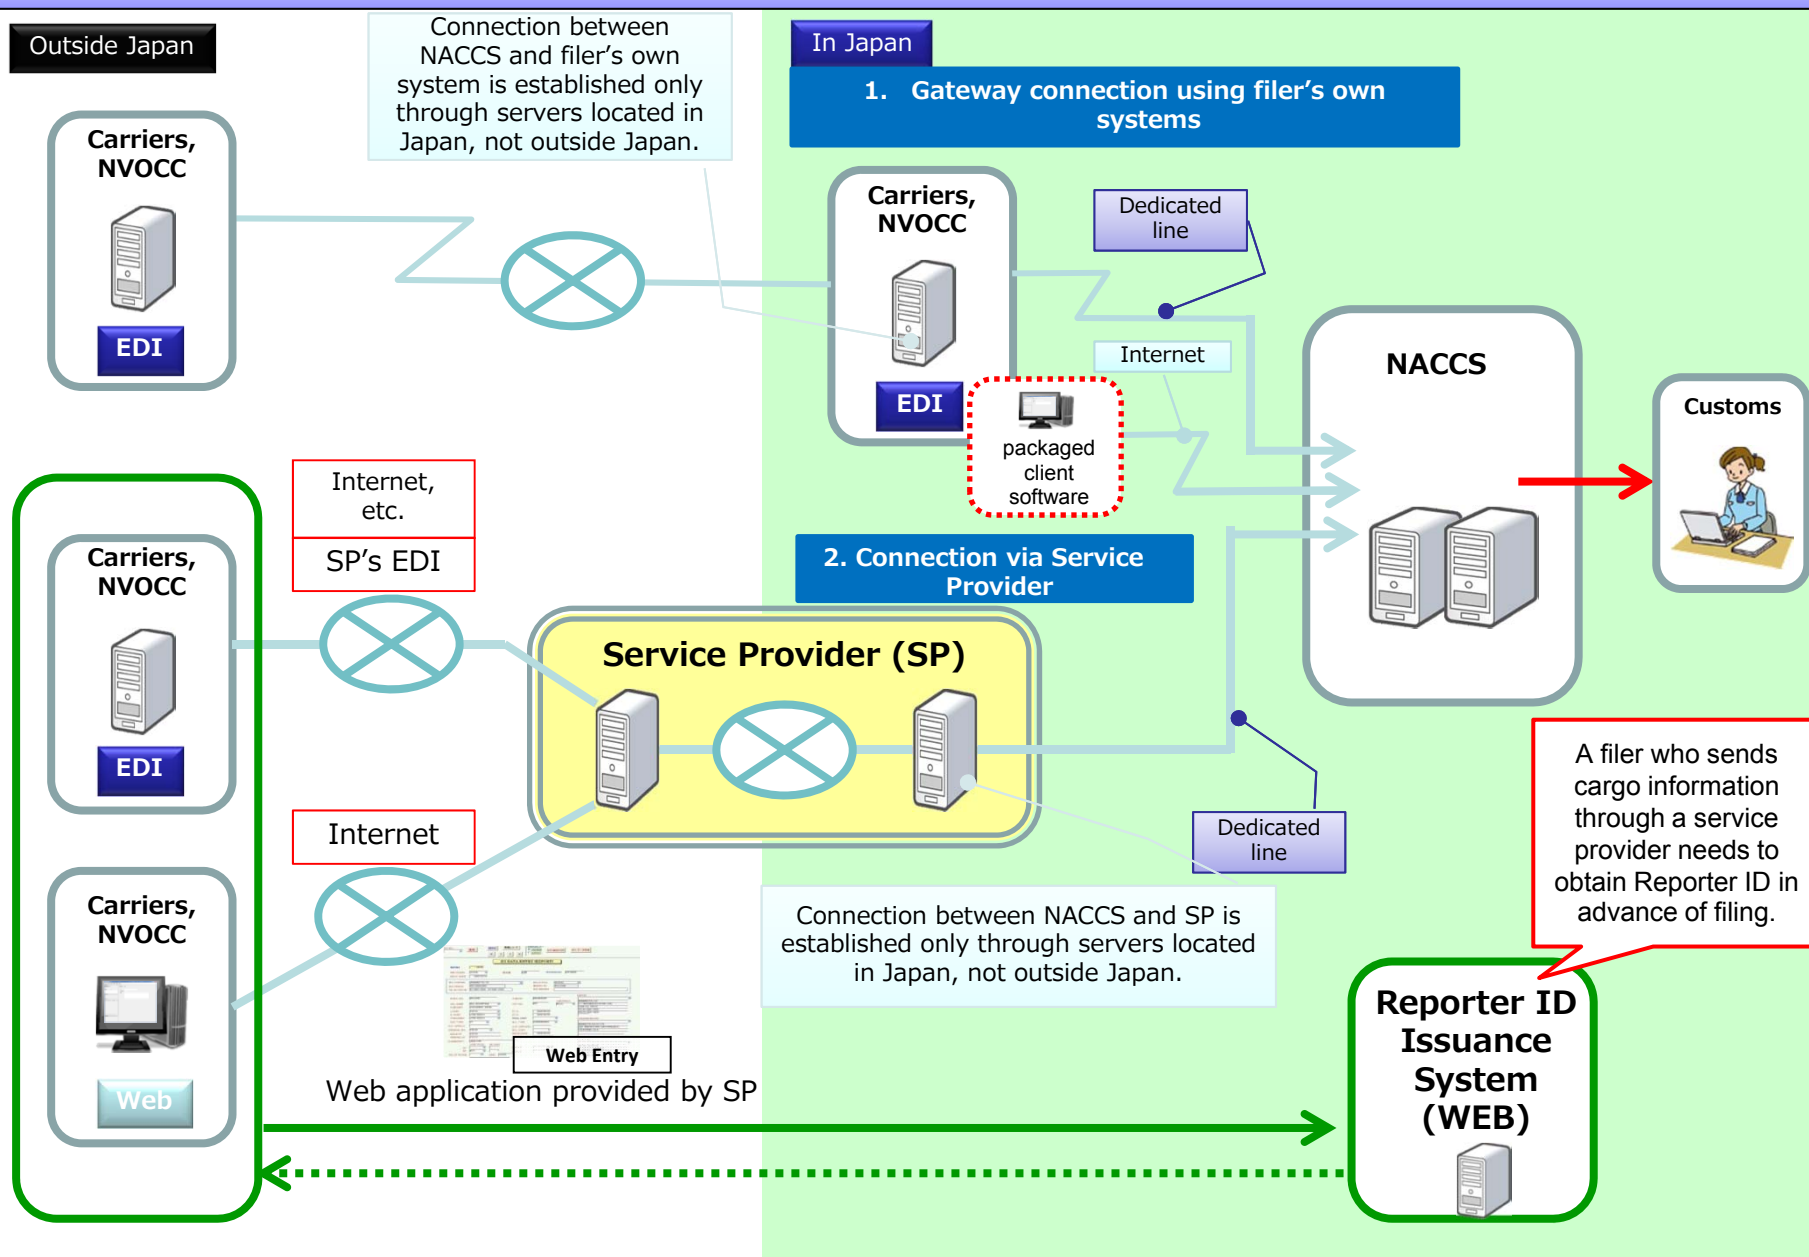 Outside Japan
Connection between
NACCS and filer's own
system is established only
through servers located in
Japan, not outside Japan.
In Japan
1. Gateway connection using filer's own
systems
Carriers,
NVOCC
EDI
Carriers,
NVOCC
EDI
Dedicated
line
Internet
packaged
client
software
NACCS
Customs
Internet,
etc.
SP's EDI
2. Connection via Service
Provider
Carriers,
NVOCC
EDI
Service Provider (SP)
Internet
Dedicated
line
A filer who sends
cargo information
through a service
provider needs to
obtain Reporter ID in
advance of filing.
Carriers,
NVOCC
Web
Connection between NACCS and SP is
established only through servers located
in Japan, not outside Japan.
Web Entry
Web application provided by SP
Reporter ID
Issuance
System
(WEB)